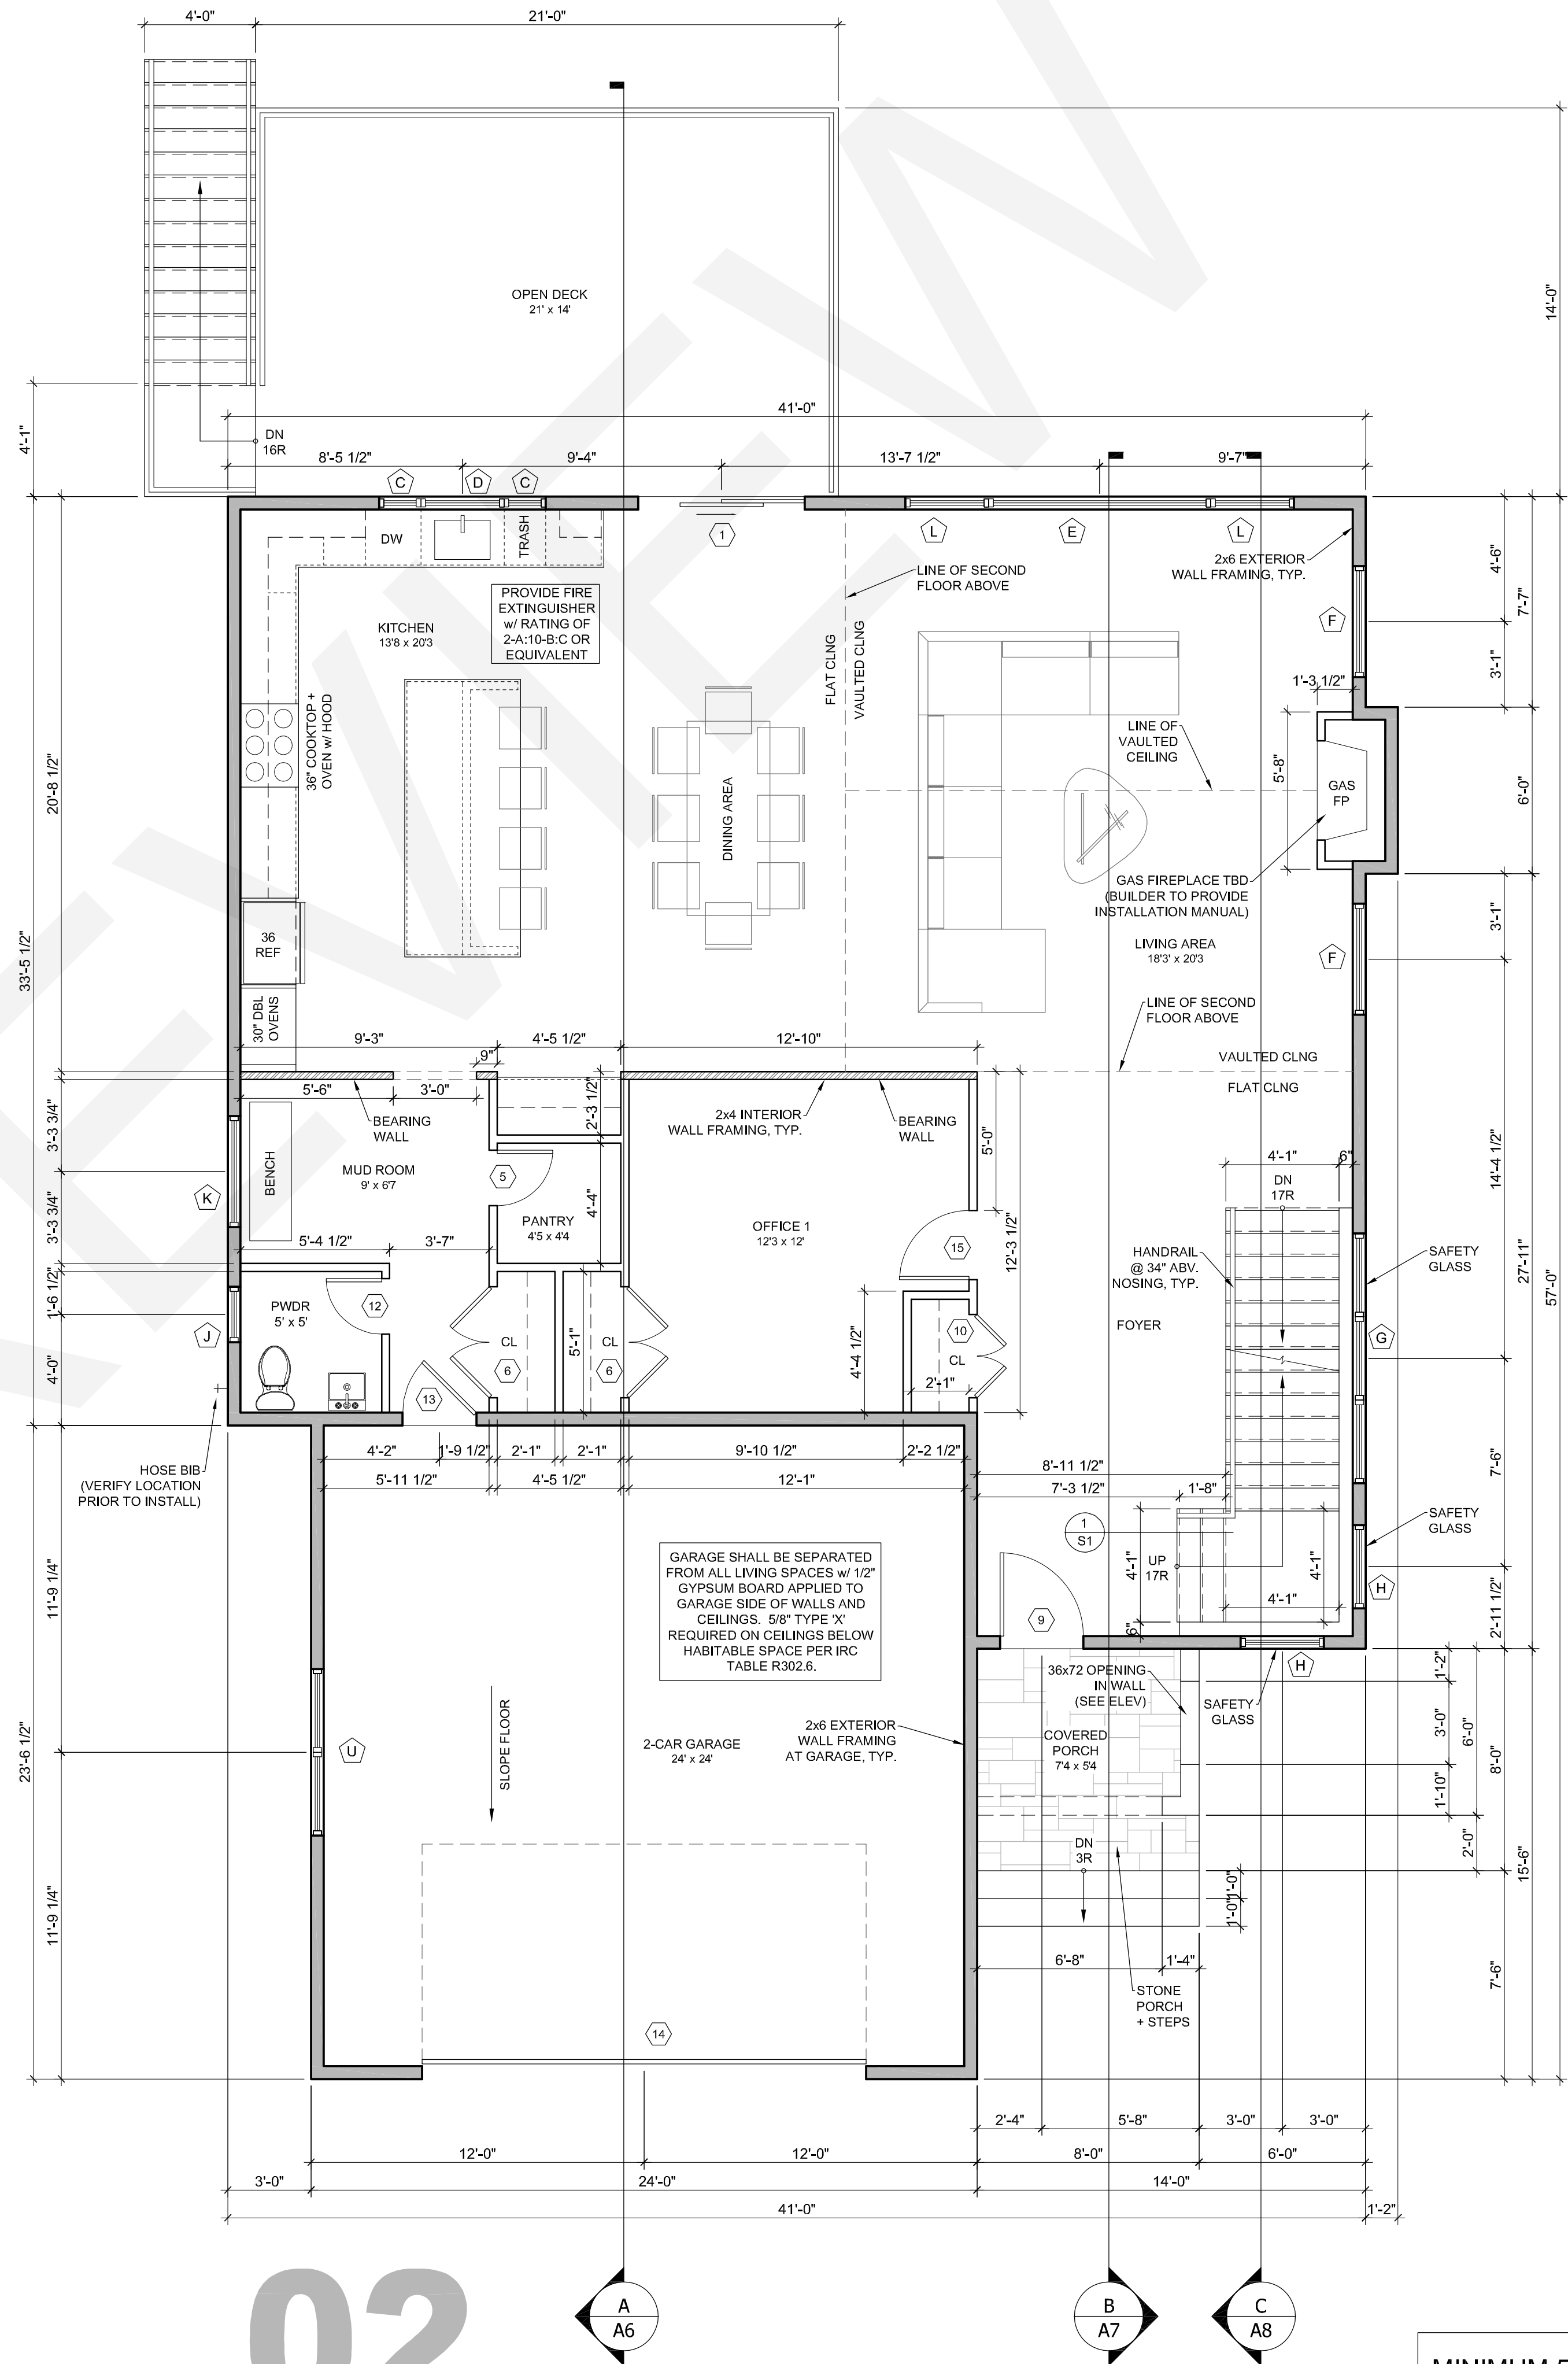 4'-0"
21'-0"
OPEN DECK
21' x 14'
14'-0"
4'-1"
DN
16R
41'-0"
8'-5 1/2"
9'-4"
13'-7 1/2"
9'-7"
C
D
C
1
L
E
L
DW
TRASH
2x6 EXTERIOR
WALL FRAMING, TYP.
LINE OF SECOND
FLOOR ABOVE
PROVIDE FIRE
EXTINGUISHER
w/ RATING OF
2-A:10-B:C OR
EQUIVALENT
KITCHEN
13'8 x 20'3
FLAT CLNG
VAULTED CLNG
F
4'-6"
7'-7"
3'-1"
1'-3 1/2"
36" COOKTOP +
OVEN w/ HOOD
LINE OF
VAULTED
CEILING
5'-8"
GAS
FP
6'-0"
20'-8 1/2"
DINING AREA
GAS FIREPLACE TBD
(BUILDER TO PROVIDE
INSTALLATION MANUAL)
3'-1"
36
REF
LIVING AREA
18'3' x 20'3
F
33'-5 1/2"
30" DBL
OVENS
LINE OF SECOND
FLOOR ABOVE
9'-3"
9"
4'-5 1/2"
12'-10"
VAULTED CLNG
FLAT CLNG
5'-6"
3'-0"
2'-3 1/2"
BEARING
WALL
2x4 INTERIOR
WALL FRAMING, TYP.
BEARING
WALL
5'-0"
3'-3 3/4"
BENCH
MUD ROOM
9' x 6'7
5
4'-1"
6"
DN
17R
14'-4 1/2"
K
3'-3 3/4"
PANTRY
4'5 x 4'4
4'-4"
OFFICE 1
12'3 x 12'
15
12'-3 1/2"
5'-4 1/2"
3'-7"
HANDRAIL
@ 34" ABV.
NOSING, TYP.
SAFETY
GLASS
27'-11"
57'-0"
1'-6 1/2"
PWDR
5' x 5'
12
J
FOYER
G
CL
6
5'-1"
CL
6
4'-4 1/2"
10
CL
2'-1"
4'-0"
13
HOSE BIB
(VERIFY LOCATION
PRIOR TO INSTALL)
4'-2"
1'-9 1/2"
2'-1"
2'-1"
9'-10 1/2"
2'-2 1/2"
5'-11 1/2"
4'-5 1/2"
12'-1"
8'-11 1/2"
7'-3 1/2"
1'-8"
7'-6"
SAFETY
GLASS
1
S1
GARAGE SHALL BE SEPARATED
FROM ALL LIVING SPACES w/ 1/2"
GYPSUM BOARD APPLIED TO
GARAGE SIDE OF WALLS AND
CEILINGS. 5/8" TYPE 'X'
REQUIRED ON CEILINGS BELOW
HABITABLE SPACE PER IRC
TABLE R302.6.
UP
17R
4'-1"
4'-1"
4'-1"
6"
H
2'-11 1/2"
9
11'-9 1/4"
H
36x72 OPENING
IN WALL
(SEE ELEV)
SAFETY
GLASS
1'-2"
SLOPE FLOOR
2-CAR GARAGE
24' x 24'
2x6 EXTERIOR
WALL FRAMING
AT GARAGE, TYP.
COVERED
PORCH
7'4 x 5'4
3'-0"
6'-0"
8'-0"
U
23'-6 1/2"
1'-10"
2'-0"
15'-6"
DN
3R
1'-0"
1'-0"
11'-9 1/4"
6'-8"
1'-4"
7'-6"
STONE
PORCH
+ STEPS
14
2'-4"
5'-8"
3'-0"
3'-0"
12'-0"
12'-0"
8'-0"
6'-0"
3'-0"
24'-0"
14'-0"
41'-0"
1'-2"
02
A
A6
B
A7
C
A8